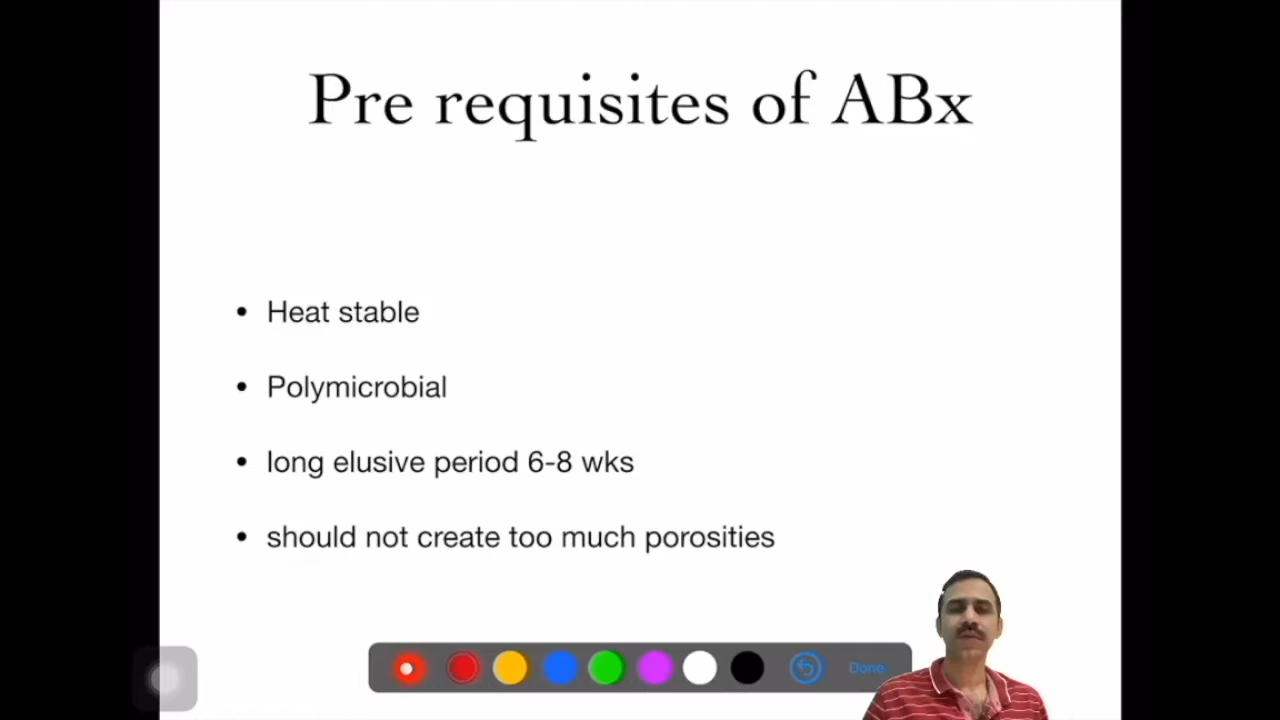 Pre requisites of ABx
• Heat stable
• Polymicrobial
• long elusive period 6-8 wks
• should not create too much porosities
Done